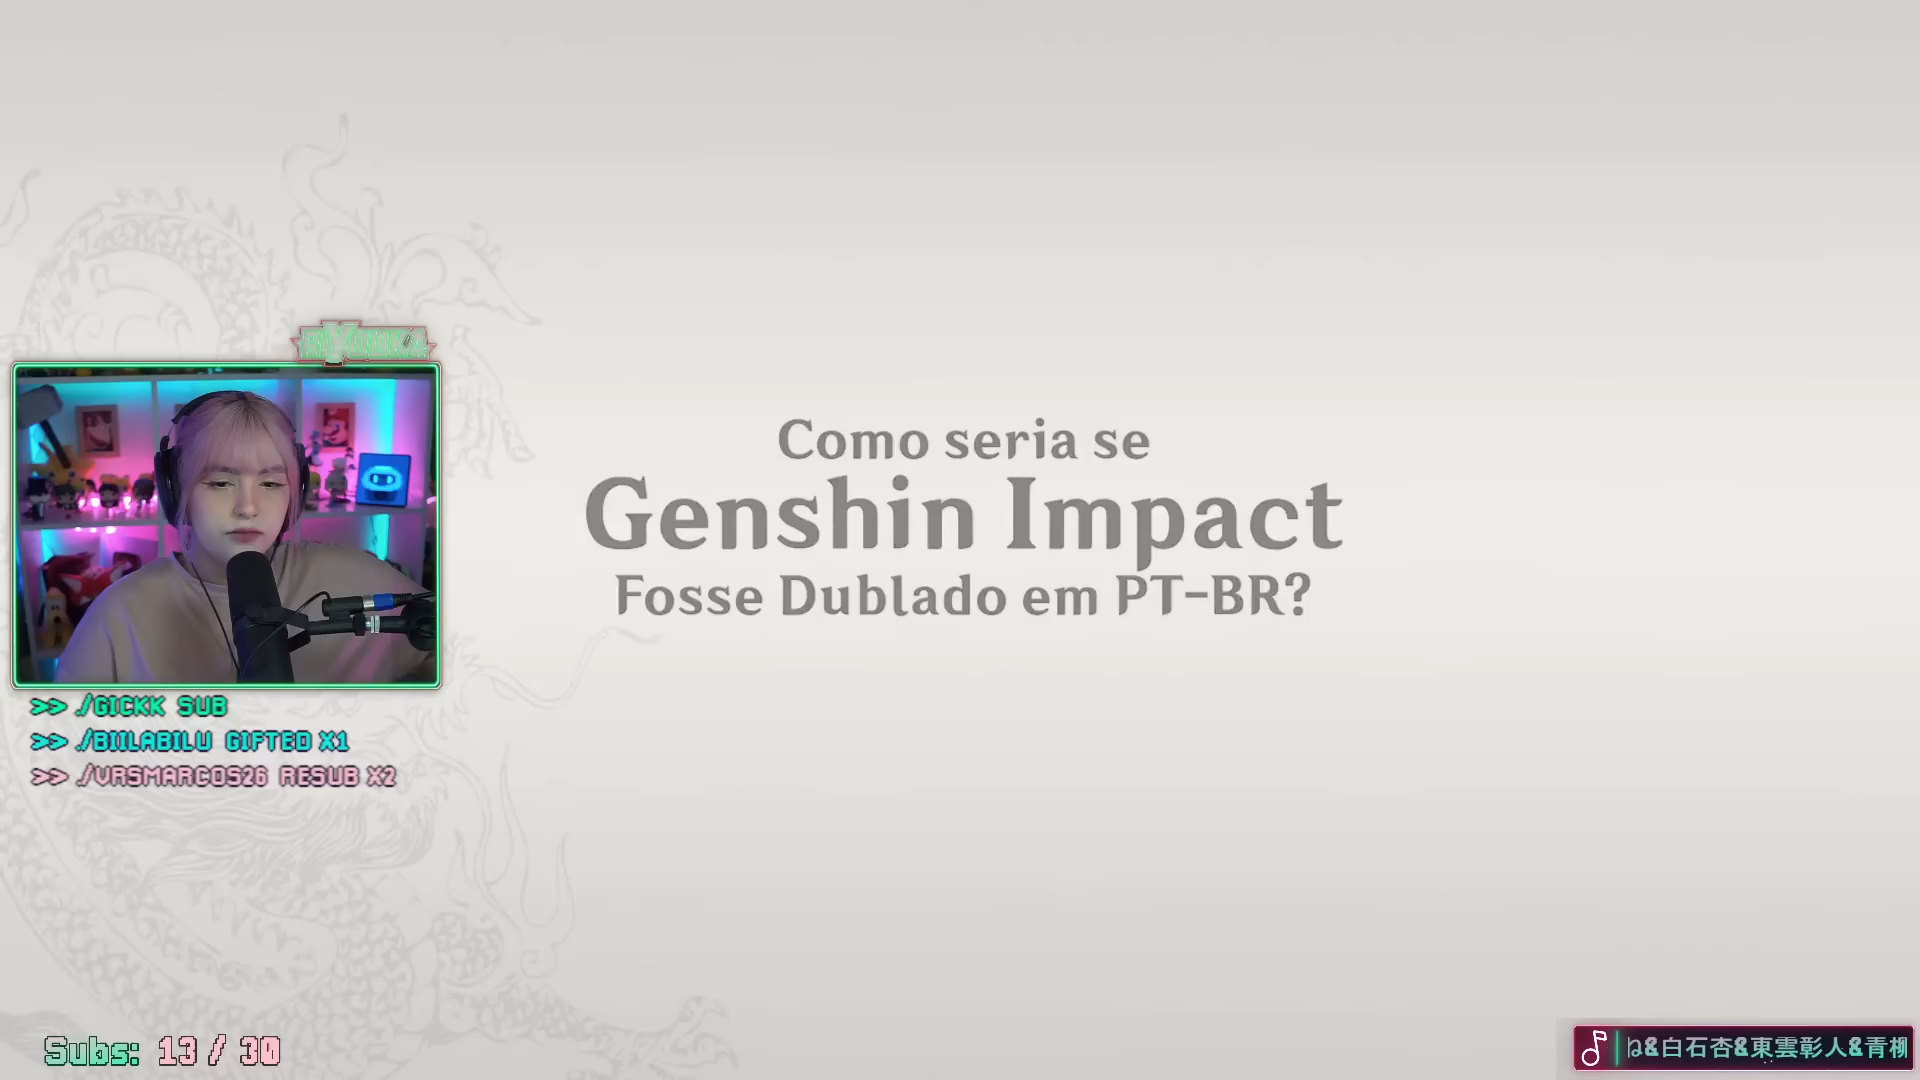 Como seria se
Genshin Impact
Fosse Dublado em PT-BR?
>> ./GICKK SUB
>> ./BIILABILU GIFTED X1
>> ./VRSMARCOS26 RESUB X2
Subs: 13 / 30
&白石杏&東雲彰人&青柳